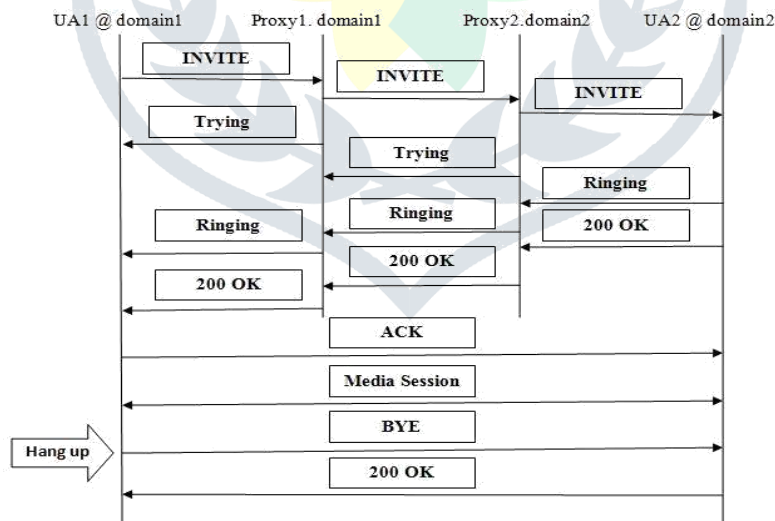 UA1 @ domain1 Proxy1. domain1 Proxy2.domain2 UA2 @ domain2
INVITE
INVITE
INVITE
Trying
Trying
Ringing
Ringing
Ringing
200 OK
200 OK
200 OK
ACK
Media Session
BYE
Hang up
200 OK